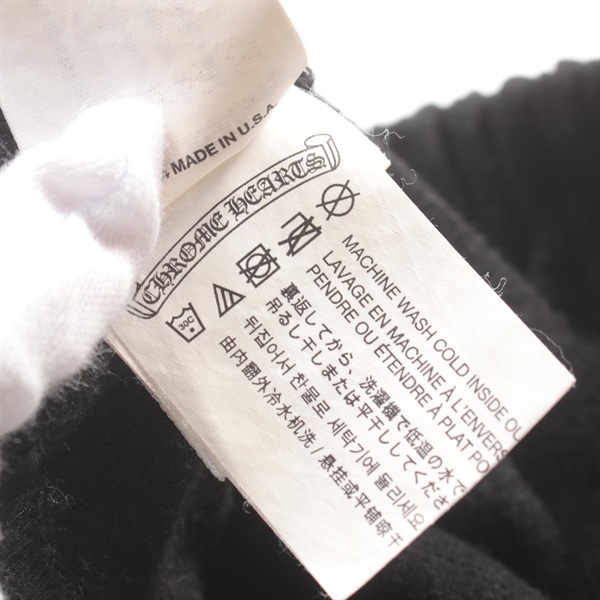 MADE IN U.S.A.
CHROME HEARTS
30C
MACHINE WASH COLD INSIDE OU
LAVAGE EN MACHINE À L'ENVERS
PENDRE OU ÉTENDRE À PLAT PO
裏返してから、洗濯機で低温の水で
吊るし干しまたは平干ししてくださ
뒤집어서 찬물로 세탁기에 돌리세요
由内翻外冷水机洗/悬挂或平铺晾干